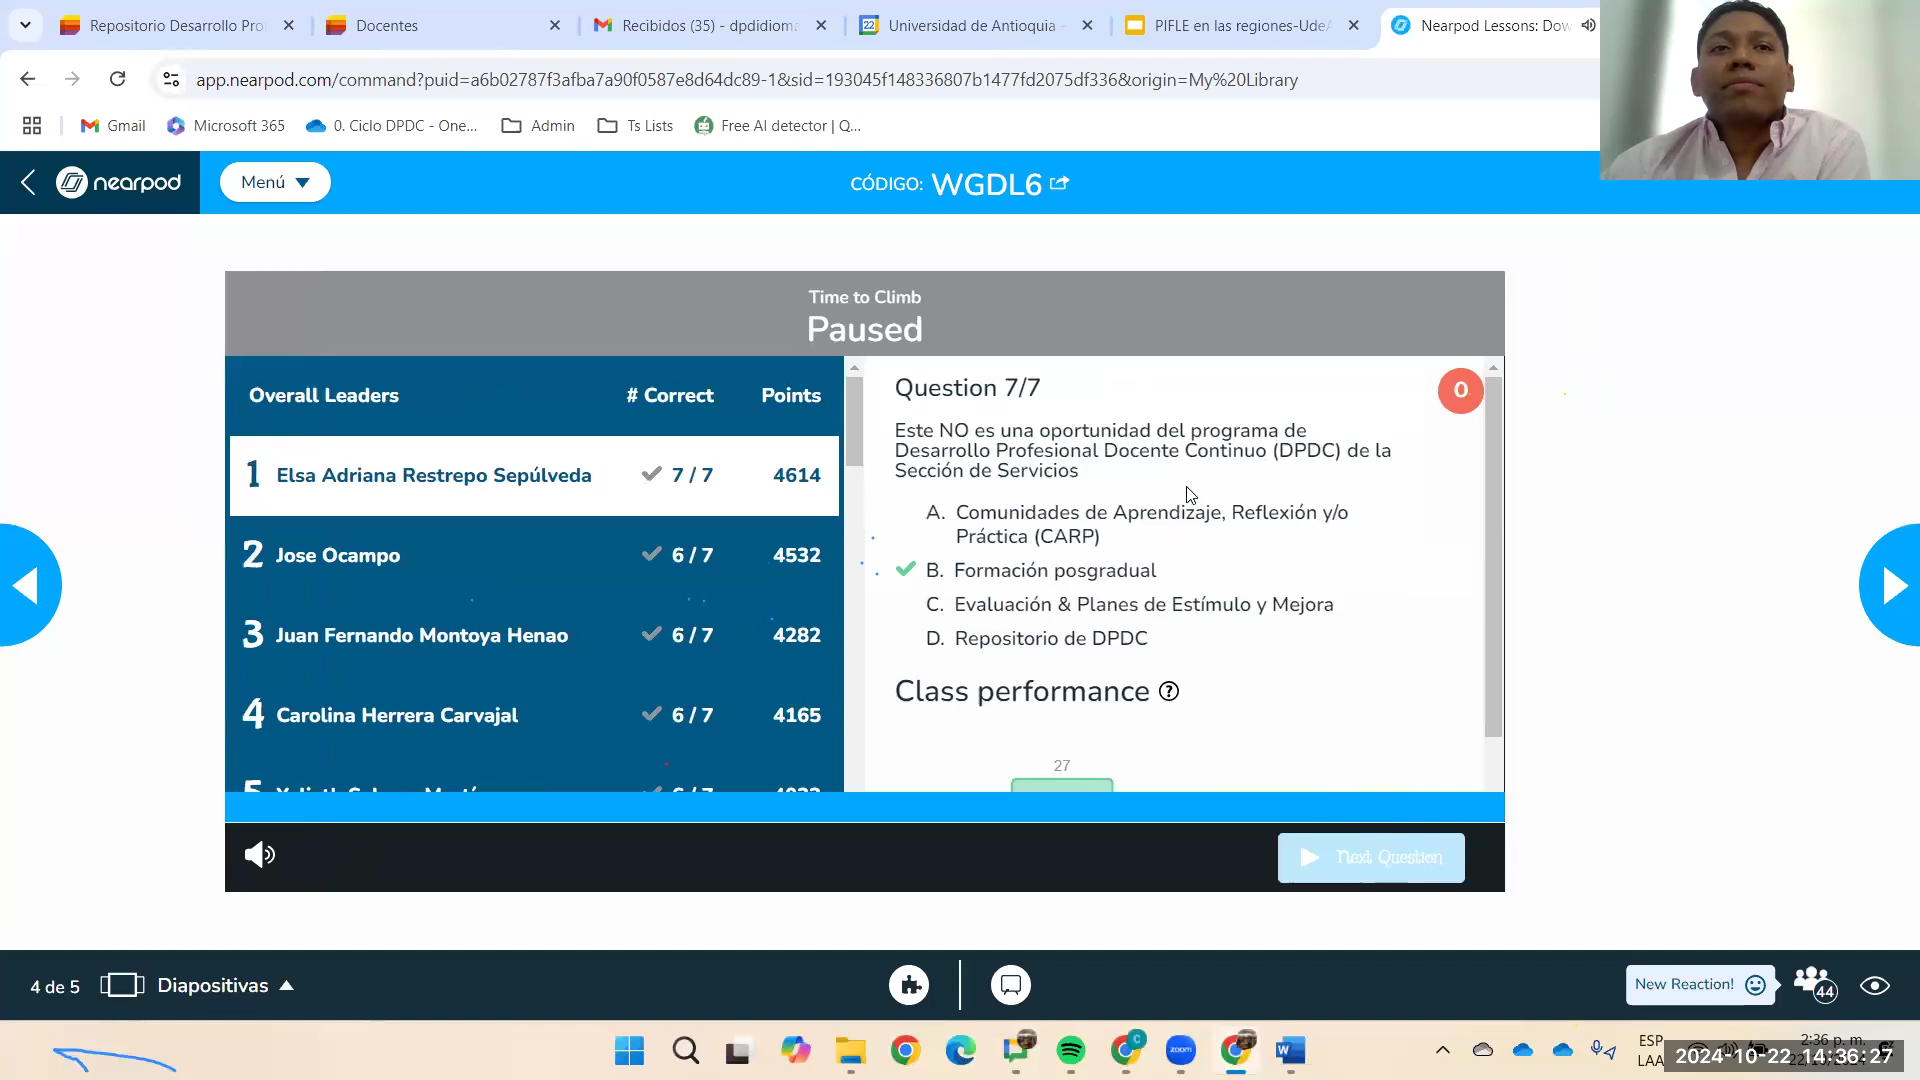 Repositorio Desarrollo Pro
Docentes
Recibidos (35) - dpdidioma
Universidad de Antioquia -
PIFLE en las regiones-UdeA
Nearpod Lessons: Dow
app.nearpod.com/command?puid=a6b02787f3afba7a90f0587e8d64dc89-1&sid=193045f148336807b1477fd2075df336&origin=My%20Library
Gmail
Microsoft 365
0. Ciclo DPDC - One...
Admin
Ts Lists
Free AI detector | Q...
nearpod
Menú
CÓDIGO: WGDL6
Time to Climb
Paused
Overall Leaders # Correct Points
1 Elsa Adriana Restrepo Sepúlveda 7 / 7 4614
2 Jose Ocampo 6 / 7 4532
3 Juan Fernando Montoya Henao 6 / 7 4282
4 Carolina Herrera Carvajal 6 / 7 4165
Question 7/7
0
Este NO es una oportunidad del programa de
Desarrollo Profesional Docente Continuo (DPDC) de la
Sección de Servicios
A. Comunidades de Aprendizaje, Reflexión y/o
Práctica (CARP)
B. Formación posgradual
C. Evaluación & Planes de Estímulo y Mejora
D. Repositorio de DPDC
Class performance
27
Next Question
4 de 5
Diapositivas
New Reaction!
44
zoom
ESP
LAA
2:36 p. m.
2024-10-22 14:36:27